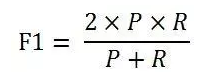 F1 = (2 × P × R) / (P + R)